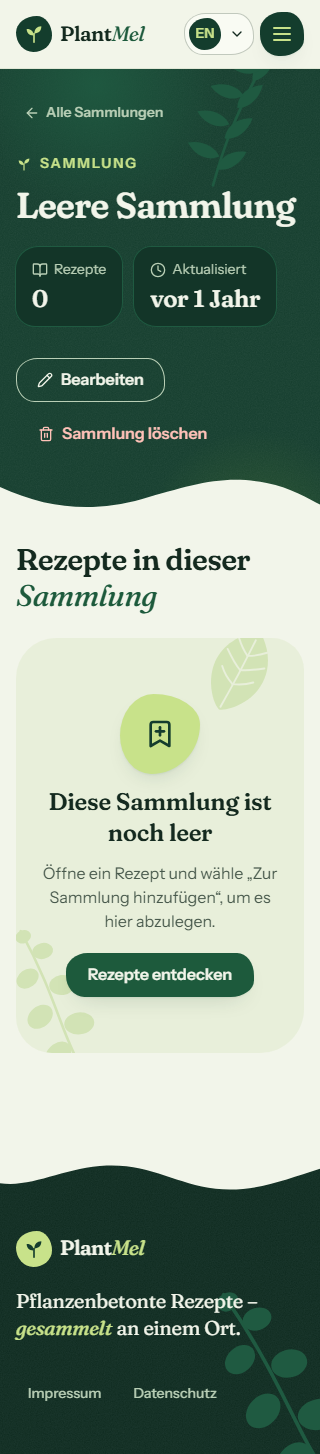 PlantMel
EN
Alle Sammlungen
SAMMLUNG
Leere Sammlung
Rezepte
0
Aktualisiert
vor 1 Jahr
Bearbeiten
Sammlung löschen
Rezepte in dieser
Sammlung
Diese Sammlung ist
noch leer
Öffne ein Rezept und wähle „Zur
Sammlung hinzufügen“, um es
hier abzulegen.
Rezepte entdecken
PlantMel
Pflanzenbetonte Rezepte –
gesammelt an einem Ort.
Impressum
Datenschutz